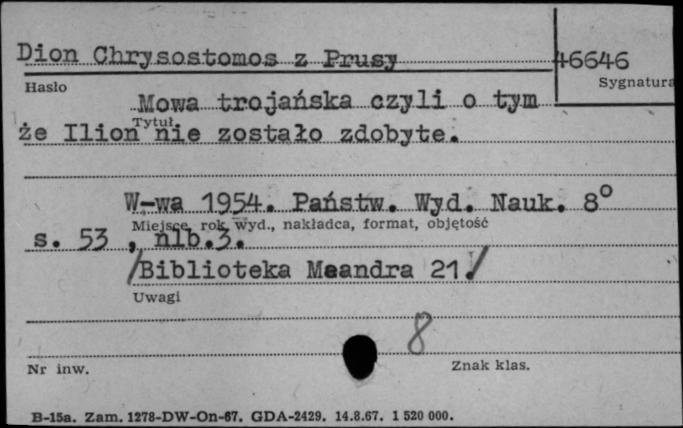 Dion Chrysostomos z Prusy 46646
Hasło Sygnatura
Mowa trojańska czyli o tym
Tytuł
że Ilion nie zostało zdobyte.
W-wa 1954. Państw. Wyd. Nauk. 8°
Miejsce, rok wyd., nakładca, format, objętość
s. 53 , nlb.3.
/Biblioteka Meandra 21./
Uwagi
8
Nr inw. Znak klas.
B-15a. Zam. 1278-DW-On-67. GDA-2429. 14.8.67. 1 520 000.